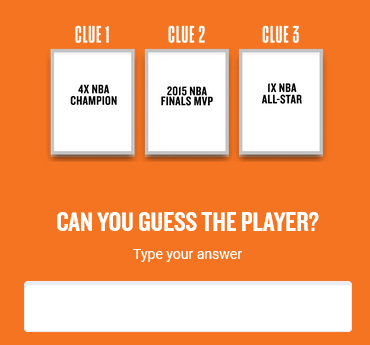 CLUE 1 CLUE 2 CLUE 3
4X NBA
CHAMPION
2015 NBA
FINALS MVP
1X NBA
ALL-STAR
CAN YOU GUESS THE PLAYER?
Type your answer